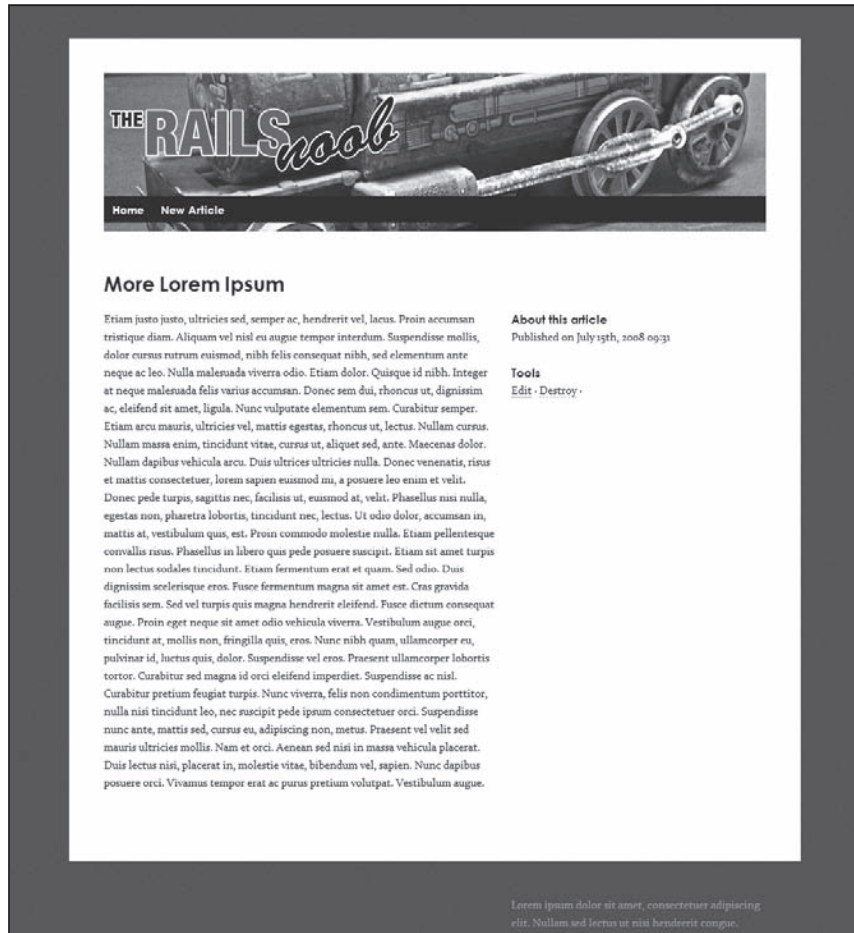 THE RAILS noob
Home New Article
More Lorem Ipsum
Etiam justo justo, ultricies sed, semper ac, hendrerit vel, lacus. Proin accumsan
tristique diam. Aliquam vel nisl eu augue tempor interdum. Suspendisse mollis,
dolor cursus rutrum euismod, nibh felis consequat nibh, sed elementum ante
neque ac leo. Nulla malesuada viverra odio. Etiam dolor. Quisque id nibh. Integer
at neque malesuada felis varius accumsan. Donec sem dui, rhoncus ut, dignissim
ac, eleifend sit amet, ligula. Nunc vulputate elementum sem. Curabitur semper.
Etiam arcu mauris, ultricies vel, mattis egestas, rhoncus ut, lectus. Nullam cursus.
Nullam massa enim, tincidunt vitae, cursus ut, aliquet sed, ante. Maecenas dolor.
Nullam dapibus vehicula arcu. Duis ultrices ultricies nulla. Donec venenatis, risus
et mattis consectetuer, lorem sapien euismod mi, a posuere leo enim et velit.
Donec pede turpis, sagittis nec, facilisis ut, euismod at, velit. Phasellus nisi nulla,
egestas non, pharetra lobortis, tincidunt nec, lectus. Ut odio dolor, accumsan in,
mattis at, vestibulum quis, est. Proin commodo molestie nulla. Etiam pellentesque
convallis risus. Phasellus in libero quis pede posuere suscipit. Etiam sit amet turpis
non lectus sodales tincidunt. Etiam fermentum erat et quam. Sed odio. Duis
dignissim scelerisque eros. Fusce fermentum magna sit amet est. Cras gravida
facilisis sem. Sed vel turpis quis magna hendrerit eleifend. Fusce dictum consequat
augue. Proin eget neque sit amet odio vehicula viverra. Vestibulum augue orci,
tincidunt at, mollis non, fringilla quis, eros. Nunc nibh quam, ullamcorper eu,
pulvinar id, luctus quis, dolor. Suspendisse vel eros. Praesent ullamcorper lobortis
tortor. Curabitur sed magna id orci eleifend imperdiet. Suspendisse ac nisl.
Curabitur pretium feugiat turpis. Nunc viverra, felis non condimentum porttitor,
nulla nisi tincidunt leo, nec suscipit pede ipsum consectetuer orci. Suspendisse
nunc ante, mattis sed, cursus eu, adipiscing non, metus. Praesent vel velit sed
mauris ultricies mollis. Nam et orci. Aenean sed nisi in massa vehicula placerat.
Duis lectus nisi, placerat in, molestie vitae, bibendum vel, sapien. Nunc dapibus
posuere orci. Vivamus tempor erat ac purus pretium volutpat. Vestibulum augue.
About this article
Published on July 15th, 2008 09:31
Tools
Edit · Destroy ·
Lorem ipsum dolor sit amet, consectetuer adipiscing
elit. Nullam sed lectus ut nisi hendrerit congue.